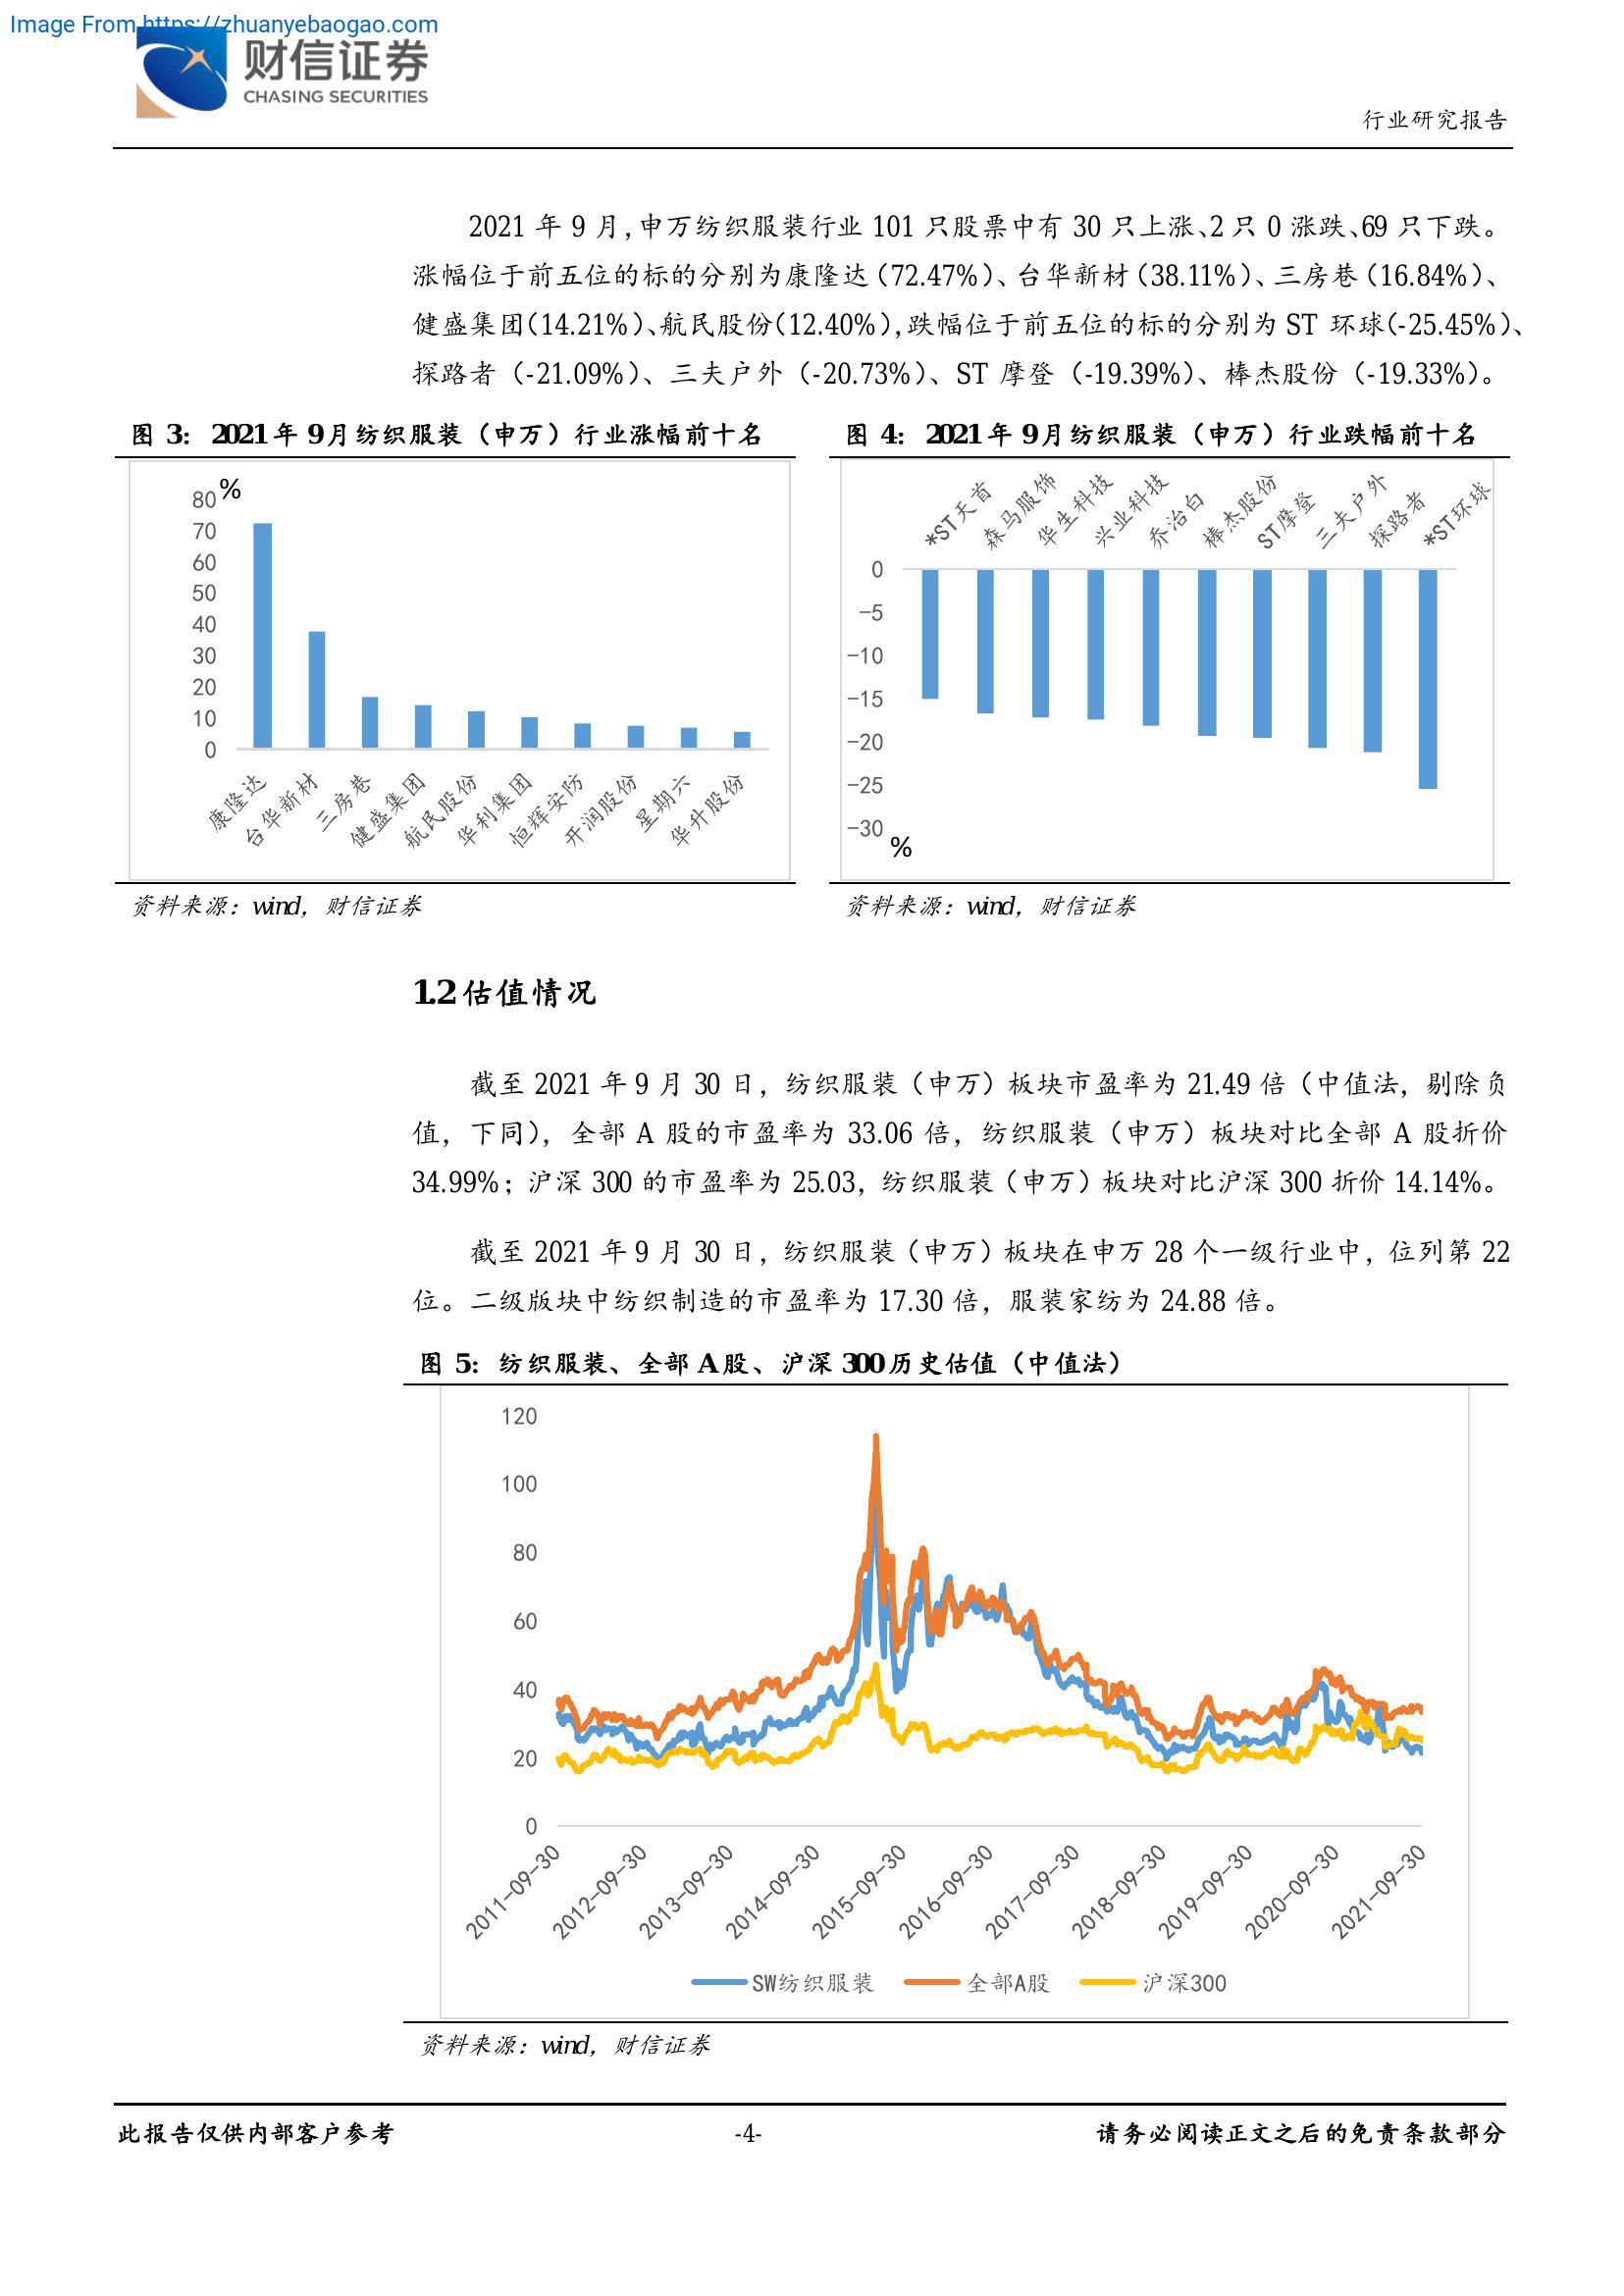 Image From https://zhuanyebaogao.com
财信证券
CHASING SECURITIES
行业研究报告
2021 年 9 月，申万纺织服装行业 101 只股票中有 30 只上涨、2 只 0 涨跌、69 只下跌。
涨幅位于前五位的标的分别为康隆达（72.47%）、台华新材（38.11%）、三房巷（16.84%）、
健盛集团（14.21%）、航民股份（12.40%），跌幅位于前五位的标的分别为 ST 环球（-25.45%）、
探路者（-21.09%）、三夫户外（-20.73%）、ST 摩登（-19.39%）、棒杰股份（-19.33%）。
图 3：2021 年 9 月纺织服装（申万）行业涨幅前十名
%
80
70
60
50
40
30
20
10
0
康隆达
台华新材
三房巷
健盛集团
航民股份
华利集团
恒辉安防
开润股份
星期六
华升股份
资料来源：wind，财信证券
图 4：2021 年 9 月纺织服装（申万）行业跌幅前十名
*ST天首
森马服饰
华生科技
兴业科技
乔治白
棒杰股份
ST摩登
三夫户外
探路者
*ST环球
0
-5
-10
-15
-20
-25
-30
%
资料来源：wind，财信证券
1.2 估值情况
截至 2021 年 9 月 30 日，纺织服装（申万）板块市盈率为 21.49 倍（中值法，剔除负
值，下同），全部 A 股的市盈率为 33.06 倍，纺织服装（申万）板块对比全部 A 股折价
34.99%；沪深 300 的市盈率为 25.03，纺织服装（申万）板块对比沪深 300 折价 14.14%。
截至 2021 年 9 月 30 日，纺织服装（申万）板块在申万 28 个一级行业中，位列第 22
位。二级版块中纺织制造的市盈率为 17.30 倍，服装家纺为 24.88 倍。
图 5：纺织服装、全部 A 股、沪深 300 历史估值（中值法）
120
100
80
60
40
20
0
2011-09-30
2012-09-30
2013-09-30
2014-09-30
2015-09-30
2016-09-30
2017-09-30
2018-09-30
2019-09-30
2020-09-30
2021-09-30
SW纺织服装 全部A股 沪深300
资料来源：wind，财信证券
此报告仅供内部客户参考 -4- 请务必阅读正文之后的免责条款部分